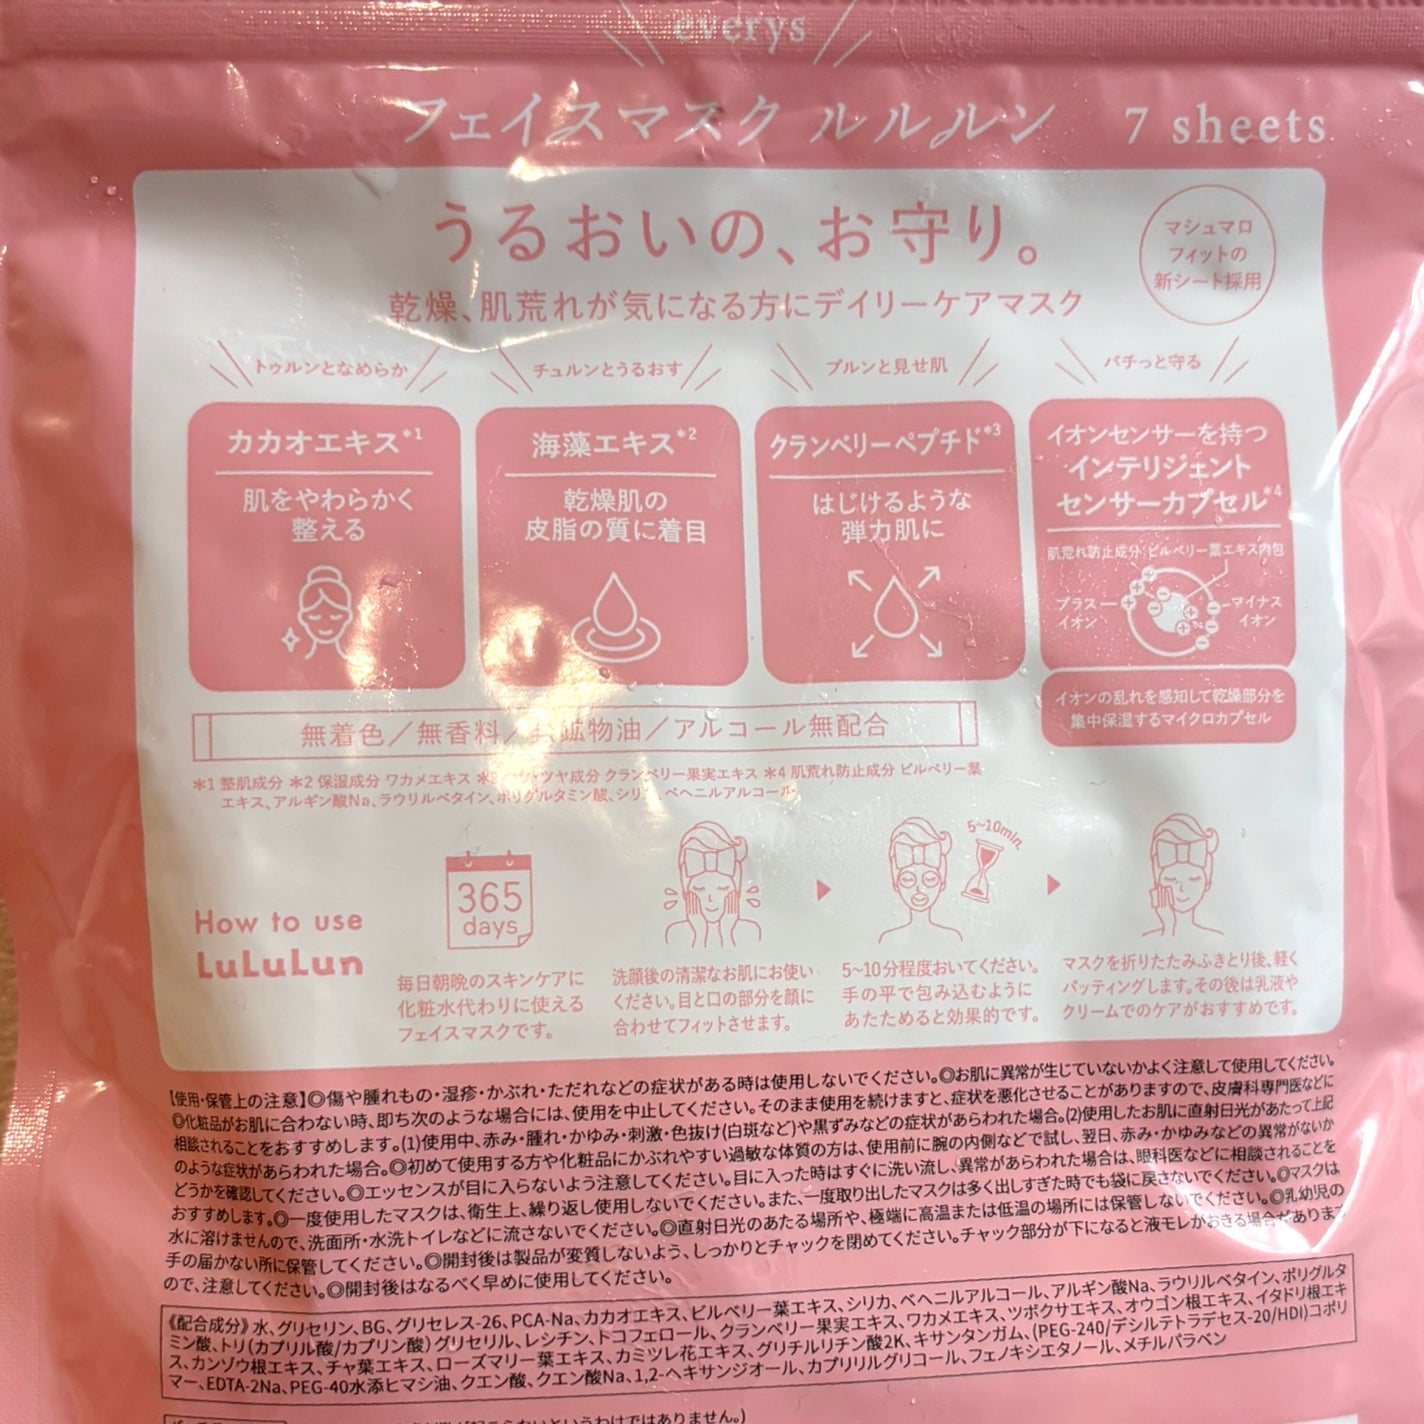 everys
フェイスマスク ルルルン 7 sheets
うるおいの、お守り。
マシュマロ
フィットの
新シート採用
乾燥、肌荒れが気になる方にデイリーケアマスク
トゥルンとなめらか
カカオエキス*1
肌をやわらかく
整える
チュルンとうるおす
海藻エキス*2
乾燥肌の
皮脂の質に着目
プルンと見せ肌
クランベリーペプチド*3
はじけるような
弾力肌に
バチっと守る
イオンセンサーを持つ
インテリジェント
センサーカプセル*4
肌荒れ防止成分:ビルベリー葉エキス内包
プラス
イオン
マイナス
イオン
イオンの乱れを感知して乾燥部分を
集中保湿するマイクロカプセル
無着色/無香料/ 鉱物油/アルコール無配合
*1 整肌成分 *2 保湿成分 ワカメエキス ツヤ成分 クランベリー果実エキス *4 肌荒れ防止成分 ビルベリー葉
エキス、アルギン酸Na、ラウリルベタイン、ポリグルタミン酸、シリ ベヘニルアルコール
How to use
LuLuLun
365
days
毎日朝晩のスキンケアに
化粧水代わりに使える
フェイスマスクです。
洗顔後の清潔なお肌にお使い
ください。目と口の部分を顔に
合わせてフィットさせます。
5~10min.
5~10分程度おいてください。
手の平で包み込むように
あたためると効果的です。
マスクを折りたたみふきとり後、軽く
パッティングします。その後は乳液や
クリームでのケアがおすすめです。
【使用・保管上の注意】◎傷や腫れもの・湿疹・かぶれ・ただれなどの症状がある時は使用しないでください。◎お肌に異常が生じていないかよく注意して使用してください。
◎化粧品がお肌に合わない時、即ち次のような場合には、使用を中止してください。そのまま使用を続けますと、症状を悪化させることがありますので、皮膚科専門医などに
相談されることをおすすめします。(1)使用中、赤み・腫れ・かゆみ・刺激・色抜け(白斑など)や黒ずみなどの症状があらわれた場合。(2)使用したお肌に直射日光があたって上記
のような症状があらわれた場合。◎初めて使用する方や化粧品にかぶれやすい過敏な体質の方は、使用前に腕の内側などで試し、翌日、赤み・かゆみなどの異常がないか
どうかを確認してください。◎エッセンスが目に入らないよう注意してください。目に入った時はすぐに洗い流し、異常があらわれた場合は、眼科医などに相談されることを
おすすめします。◎一度使用したマスクは、衛生上、繰り返し使用しないでください。また、一度取り出したマスクは多く出しすぎた時でも袋に戻さないでください。◎マスクは
水に溶けませんので、洗面所・水洗トイレなどに流さないでください。◎直射日光のあたる場所や、極端に高温または低温の場所には保管しないでください。◎乳幼児の
手の届かない所に保管してください。◎開封後は製品が変質しないよう、しっかりとチャックを閉めてください。チャック部分が下になると液モレがおきる場合があります
ので、注意してください。◎開封後はなるべく早めに使用してください。
《配合成分》水、グリセリン、BG、グリセレス-26、PCA-Na、カカオエキス、ビルベリー葉エキス、シリカ、ベヘニルアルコール、アルギン酸Na、ラウリルベタイン、ポリグルタ
ミン酸、トリ(カプリル酸/カプリン酸)グリセリル、レシチン、トコフェロール、クランベリー果実エキス、ワカメエキス、ツボクサエキス、オウゴン根エキス、イタドリ根エキ
ス、カンゾウ根エキス、チャ葉エキス、ローズマリー葉エキス、カミツレ花エキス、グリチルリチン酸2K、キサンタンガム、(PEG-240/デシルテトラデセス-20/HDI)コポリ
マー、EDTA-2Na、PEG-40水添ヒマシ油、クエン酸、クエン酸Na、1,2-ヘキサンジオール、カプリリルグリコール、フェノキシエタノール、メチルパラベン
というわけではありません。)